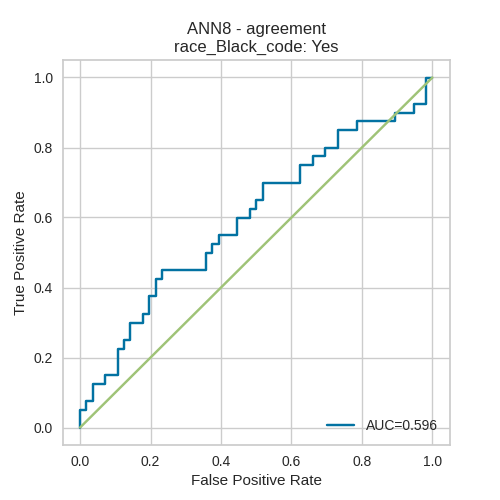 ANN8 - agreement
race_Black_code: Yes
1.0
0.8
0.6
0.4
0.2
0.0
True Positive Rate
AUC=0.596
0.0 0.2 0.4 0.6 0.8 1.0
False Positive Rate